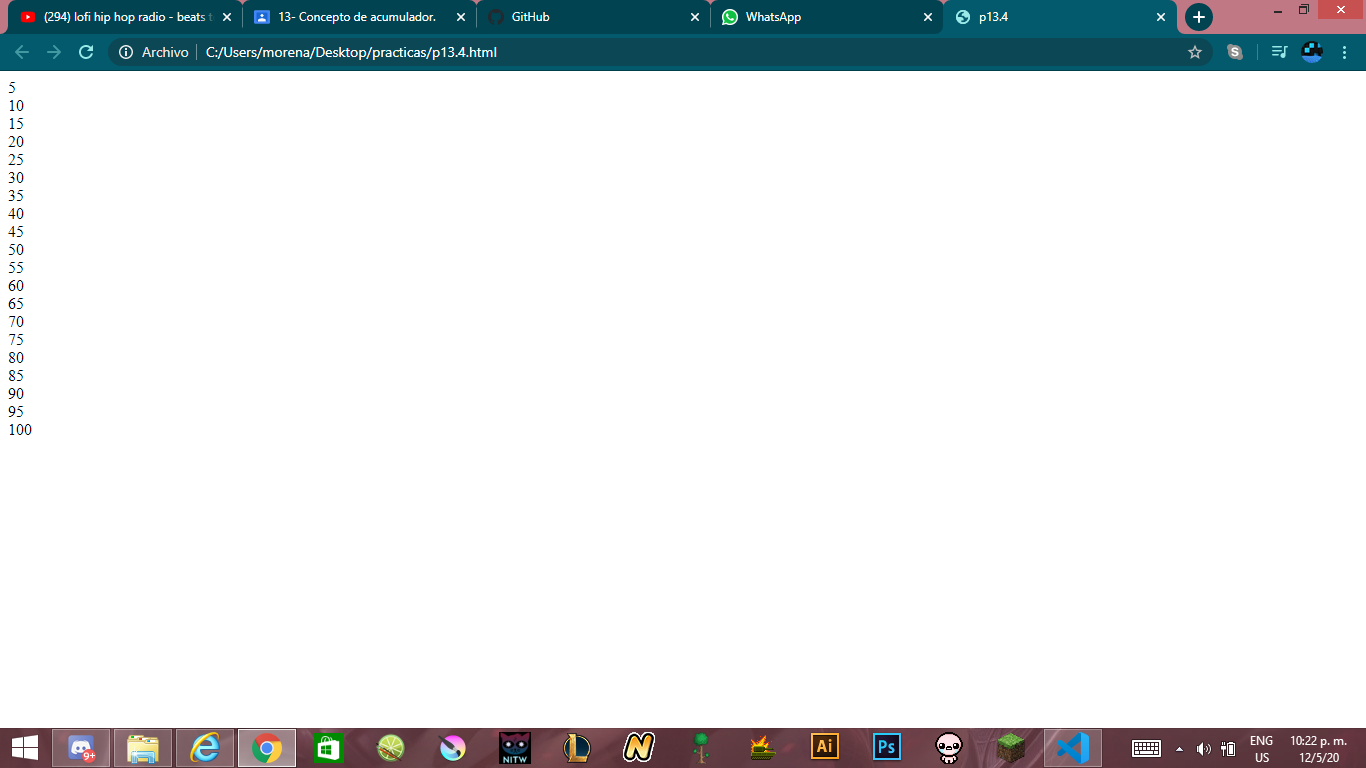 (294) lofi hip hop radio - beats t
13- Concepto de acumulador.
GitHub
WhatsApp
p13.4
Archivo
C:/Users/morena/Desktop/practicas/p13.4.html
5
10
15
20
25
30
35
40
45
50
55
60
65
70
75
80
85
90
95
100
9+
NITW
L
N
Ai
Ps
ENG
US
10:22 p. m.
12/5/20